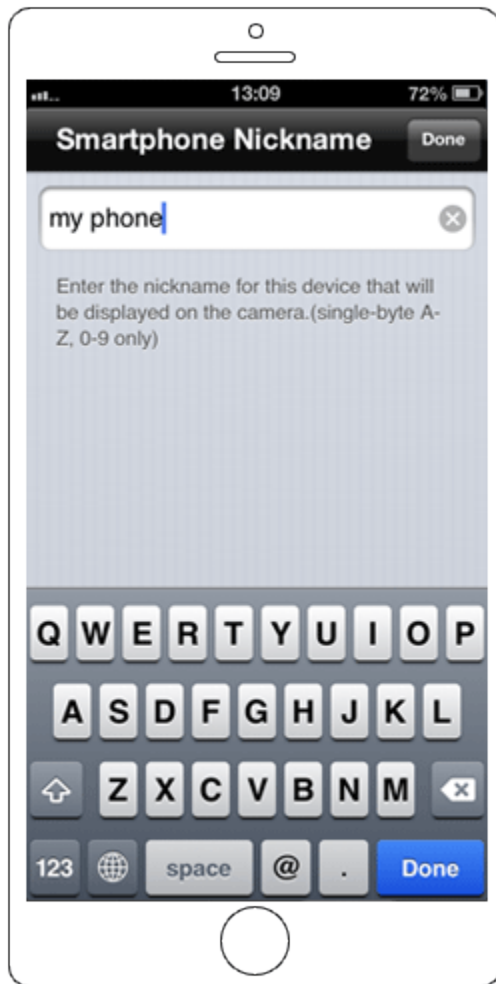 13:09 72%
Smartphone Nickname Done
my phone
Enter the nickname for this device that will
be displayed on the camera.(single-byte A-
Z, 0-9 only)
Q W E R T Y U I O P
A S D F G H J K L
Z X C V B N M
123 space @ . Done